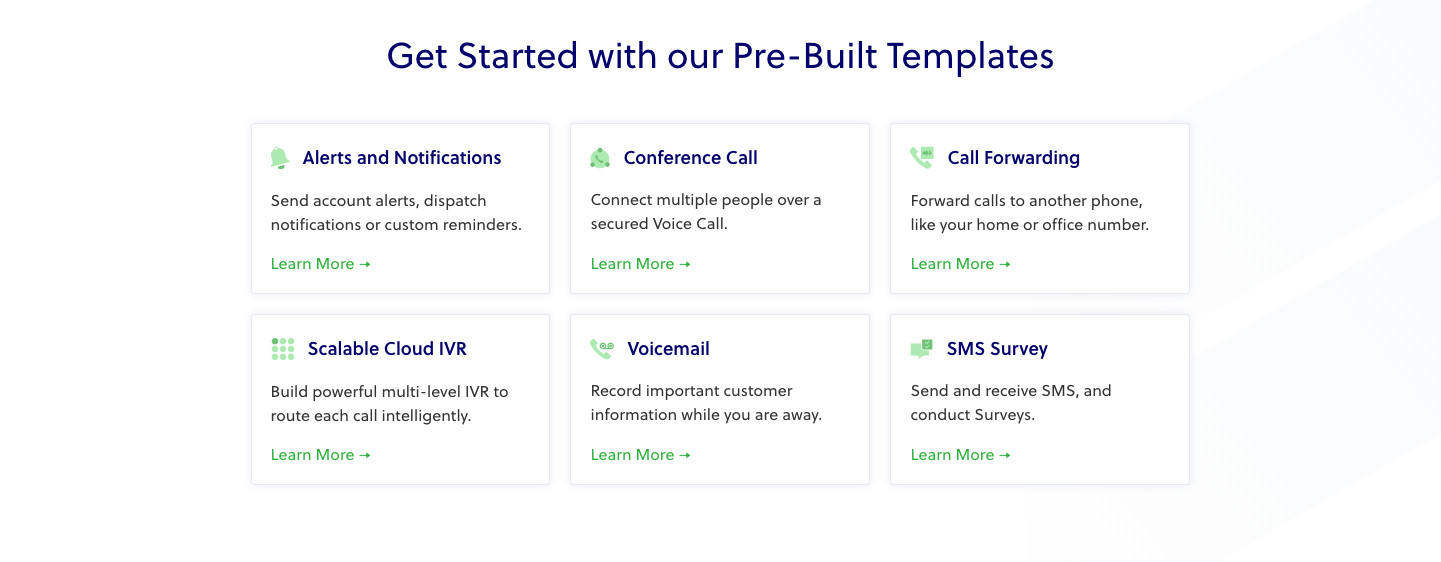 Get Started with our Pre-Built Templates
Alerts and Notifications
Send account alerts, dispatch
notifications or custom reminders.
Learn More →
Conference Call
Connect multiple people over a
secured Voice Call.
Learn More →
Call Forwarding
Forward calls to another phone,
like your home or office number.
Learn More →
Scalable Cloud IVR
Build powerful multi-level IVR to
route each call intelligently.
Learn More →
Voicemail
Record important customer
information while you are away.
Learn More →
SMS Survey
Send and receive SMS, and
conduct Surveys.
Learn More →